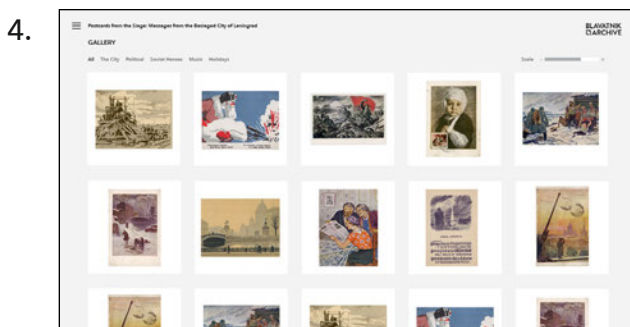 4.
Postcards from the Siege: Messages from the Besieged City of Leningrad
BLAVATNIK
ARCHIVE
GALLERY
All The City Political Soviet Heroes Music Holidays
Scale - +